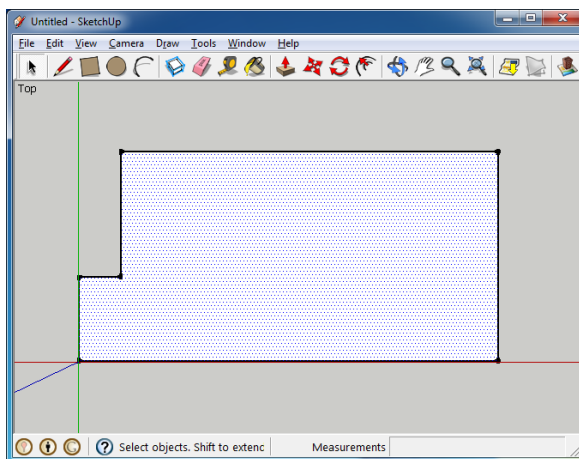 Untitled - SketchUp
File Edit View Camera Draw Tools Window Help
Top
Select objects. Shift to extenc Measurements